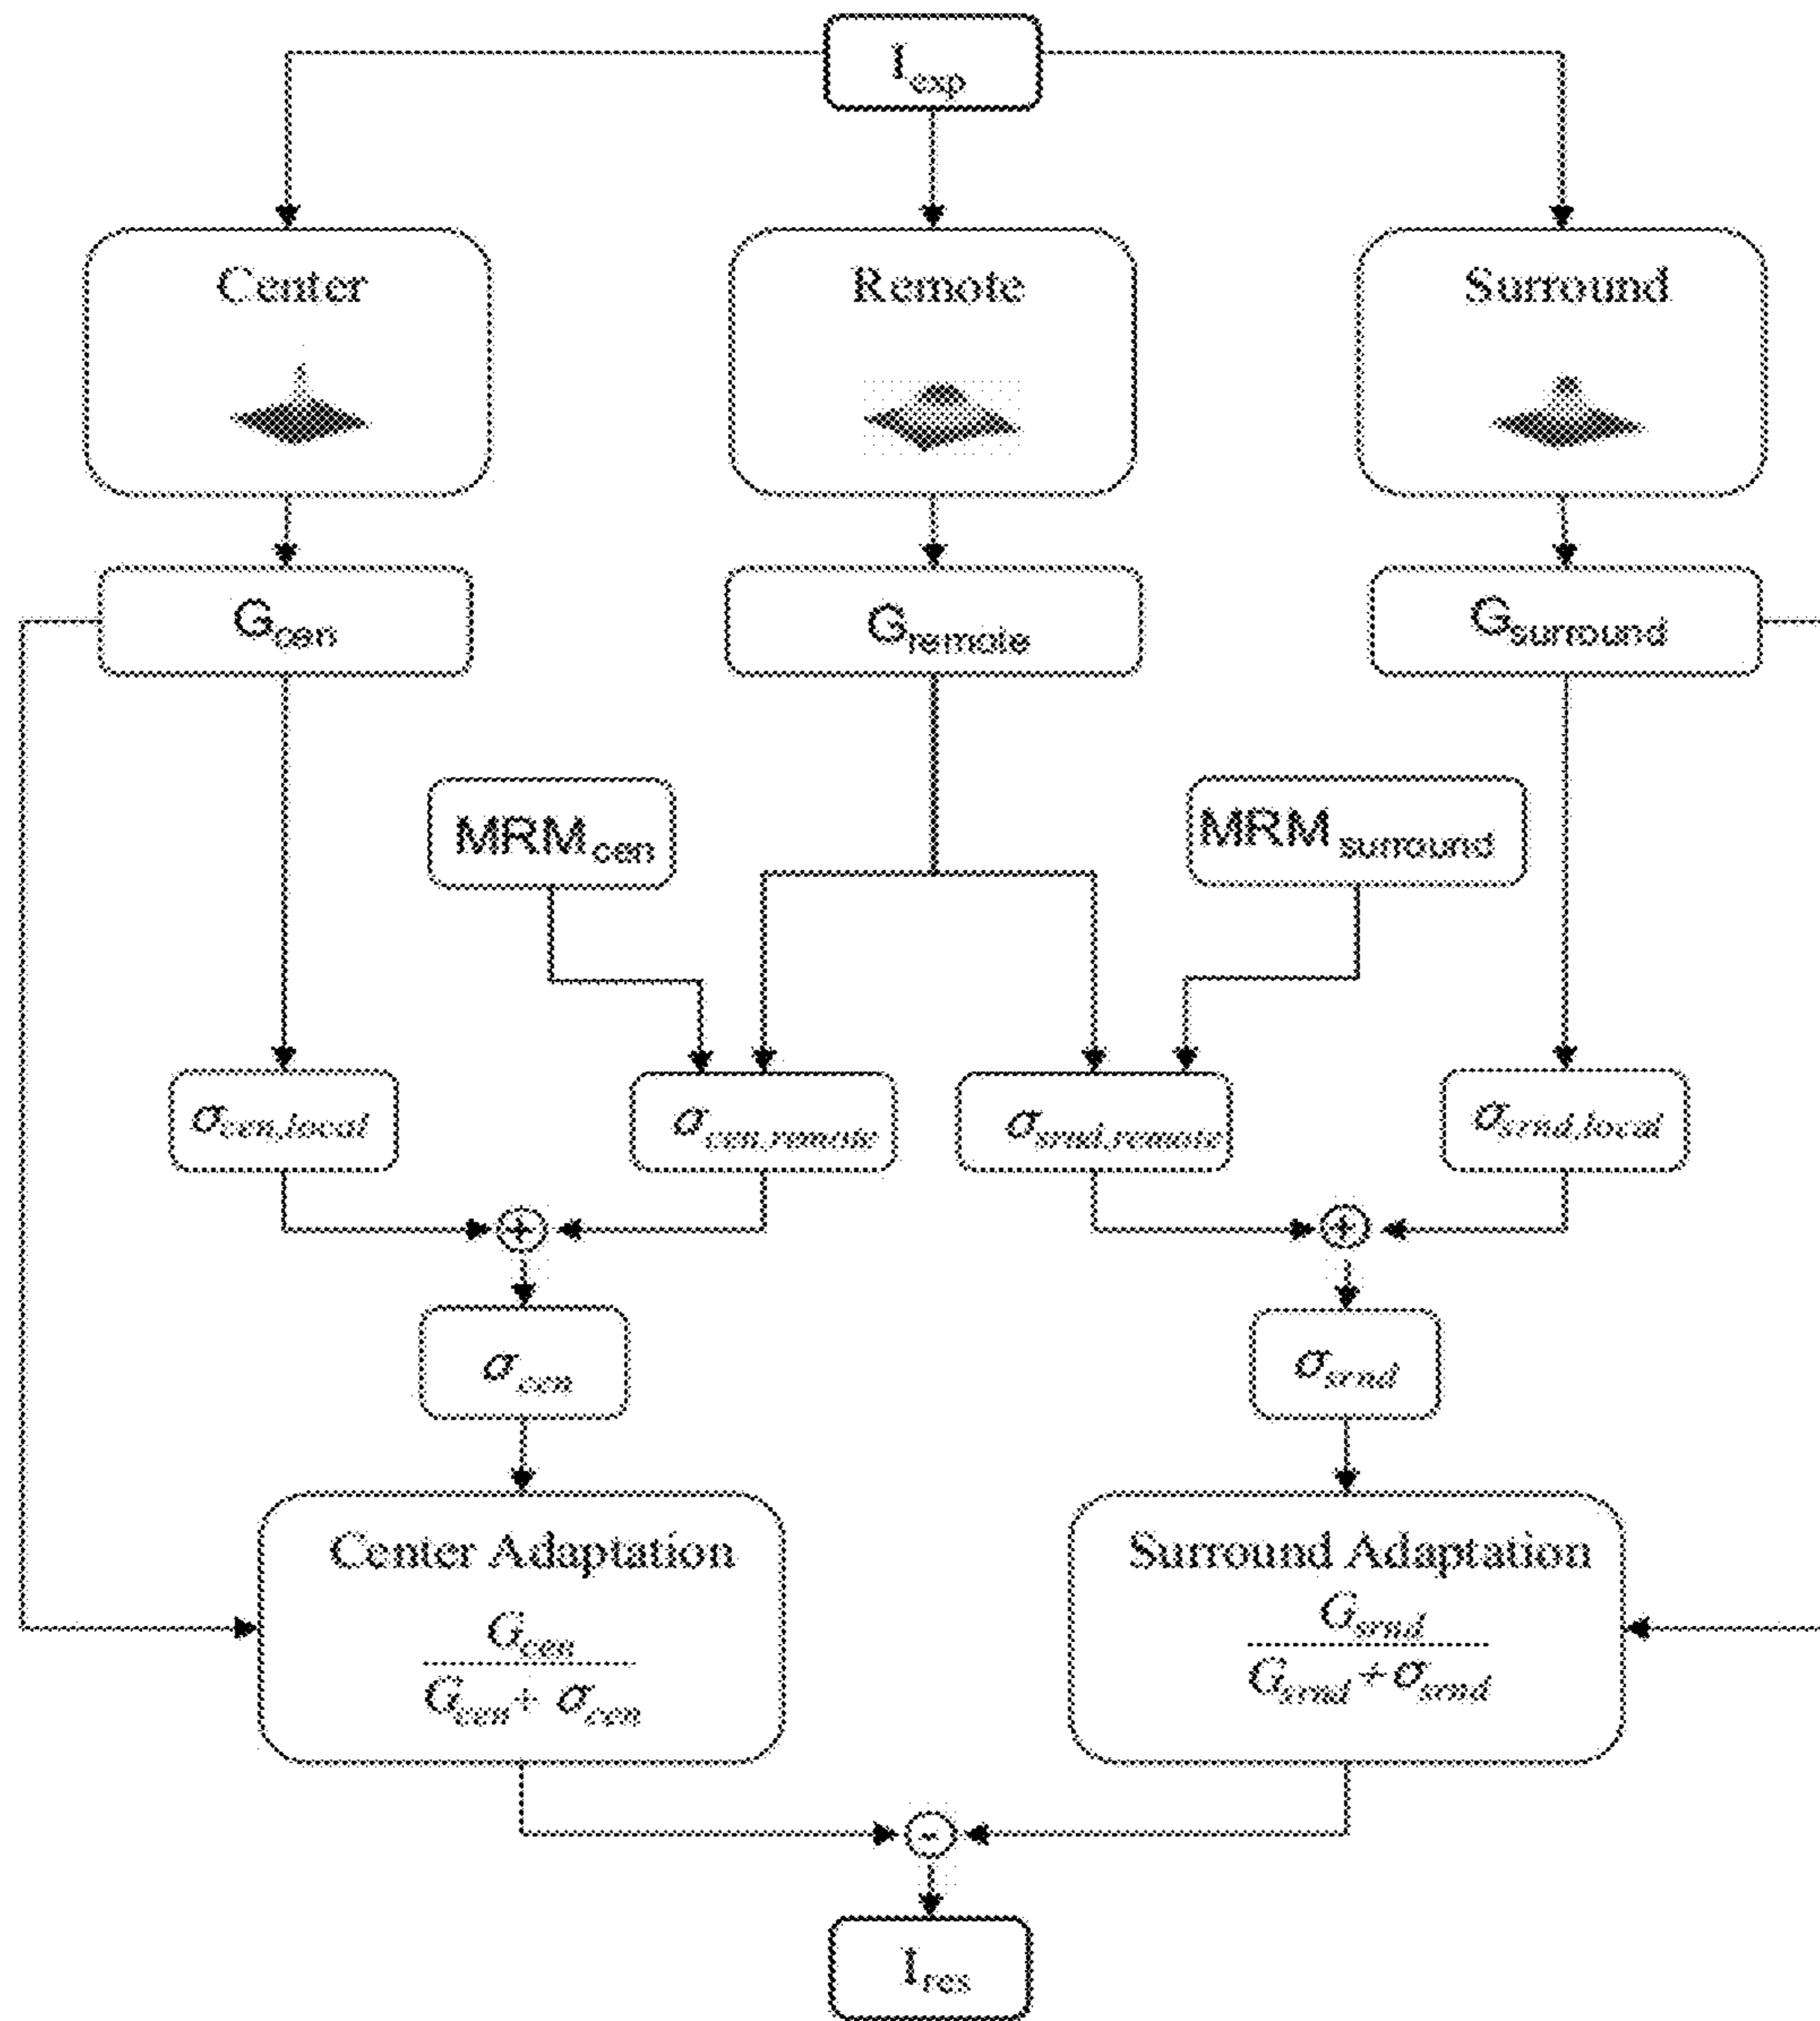 I_exp
Center
Remote
Surround
G_cen
G_remote
G_surround
MRM_cen
MRM_surround
σ_cen,local
σ_cen,remote
σ_srnd,remote
σ_srnd,local
+
+
σ_cen
σ_srnd
Center Adaptation
G_cen
G_cen + σ_cen
Surround Adaptation
G_srnd
G_srnd + σ_srnd
-
I_res